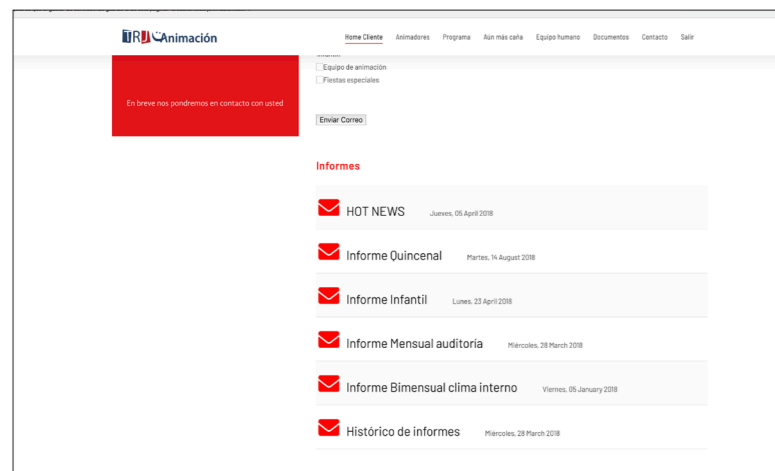 TRUCAnimación
Home Cliente Animadores Programa Aún más caña Equipo humano Documentos Contacto Salir
Equipo de animación
Fiestas especiales
En breve nos pondremos en contacto con usted
Enviar Correo
Informes
HOT NEWS Jueves, 05 April 2018
Informe Quincenal Martes, 14 August 2018
Informe Infantil Lunes, 23 April 2018
Informe Mensual auditoría Miércoles, 28 March 2018
Informe Bimensual clima interno Viernes, 05 January 2018
Histórico de informes Miércoles, 28 March 2018